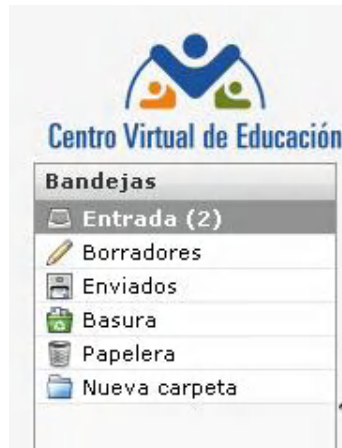 Centro Virtual de Educación
Bandejas
Entrada (2)
Borradores
Enviados
Basura
Papelera
Nueva carpeta